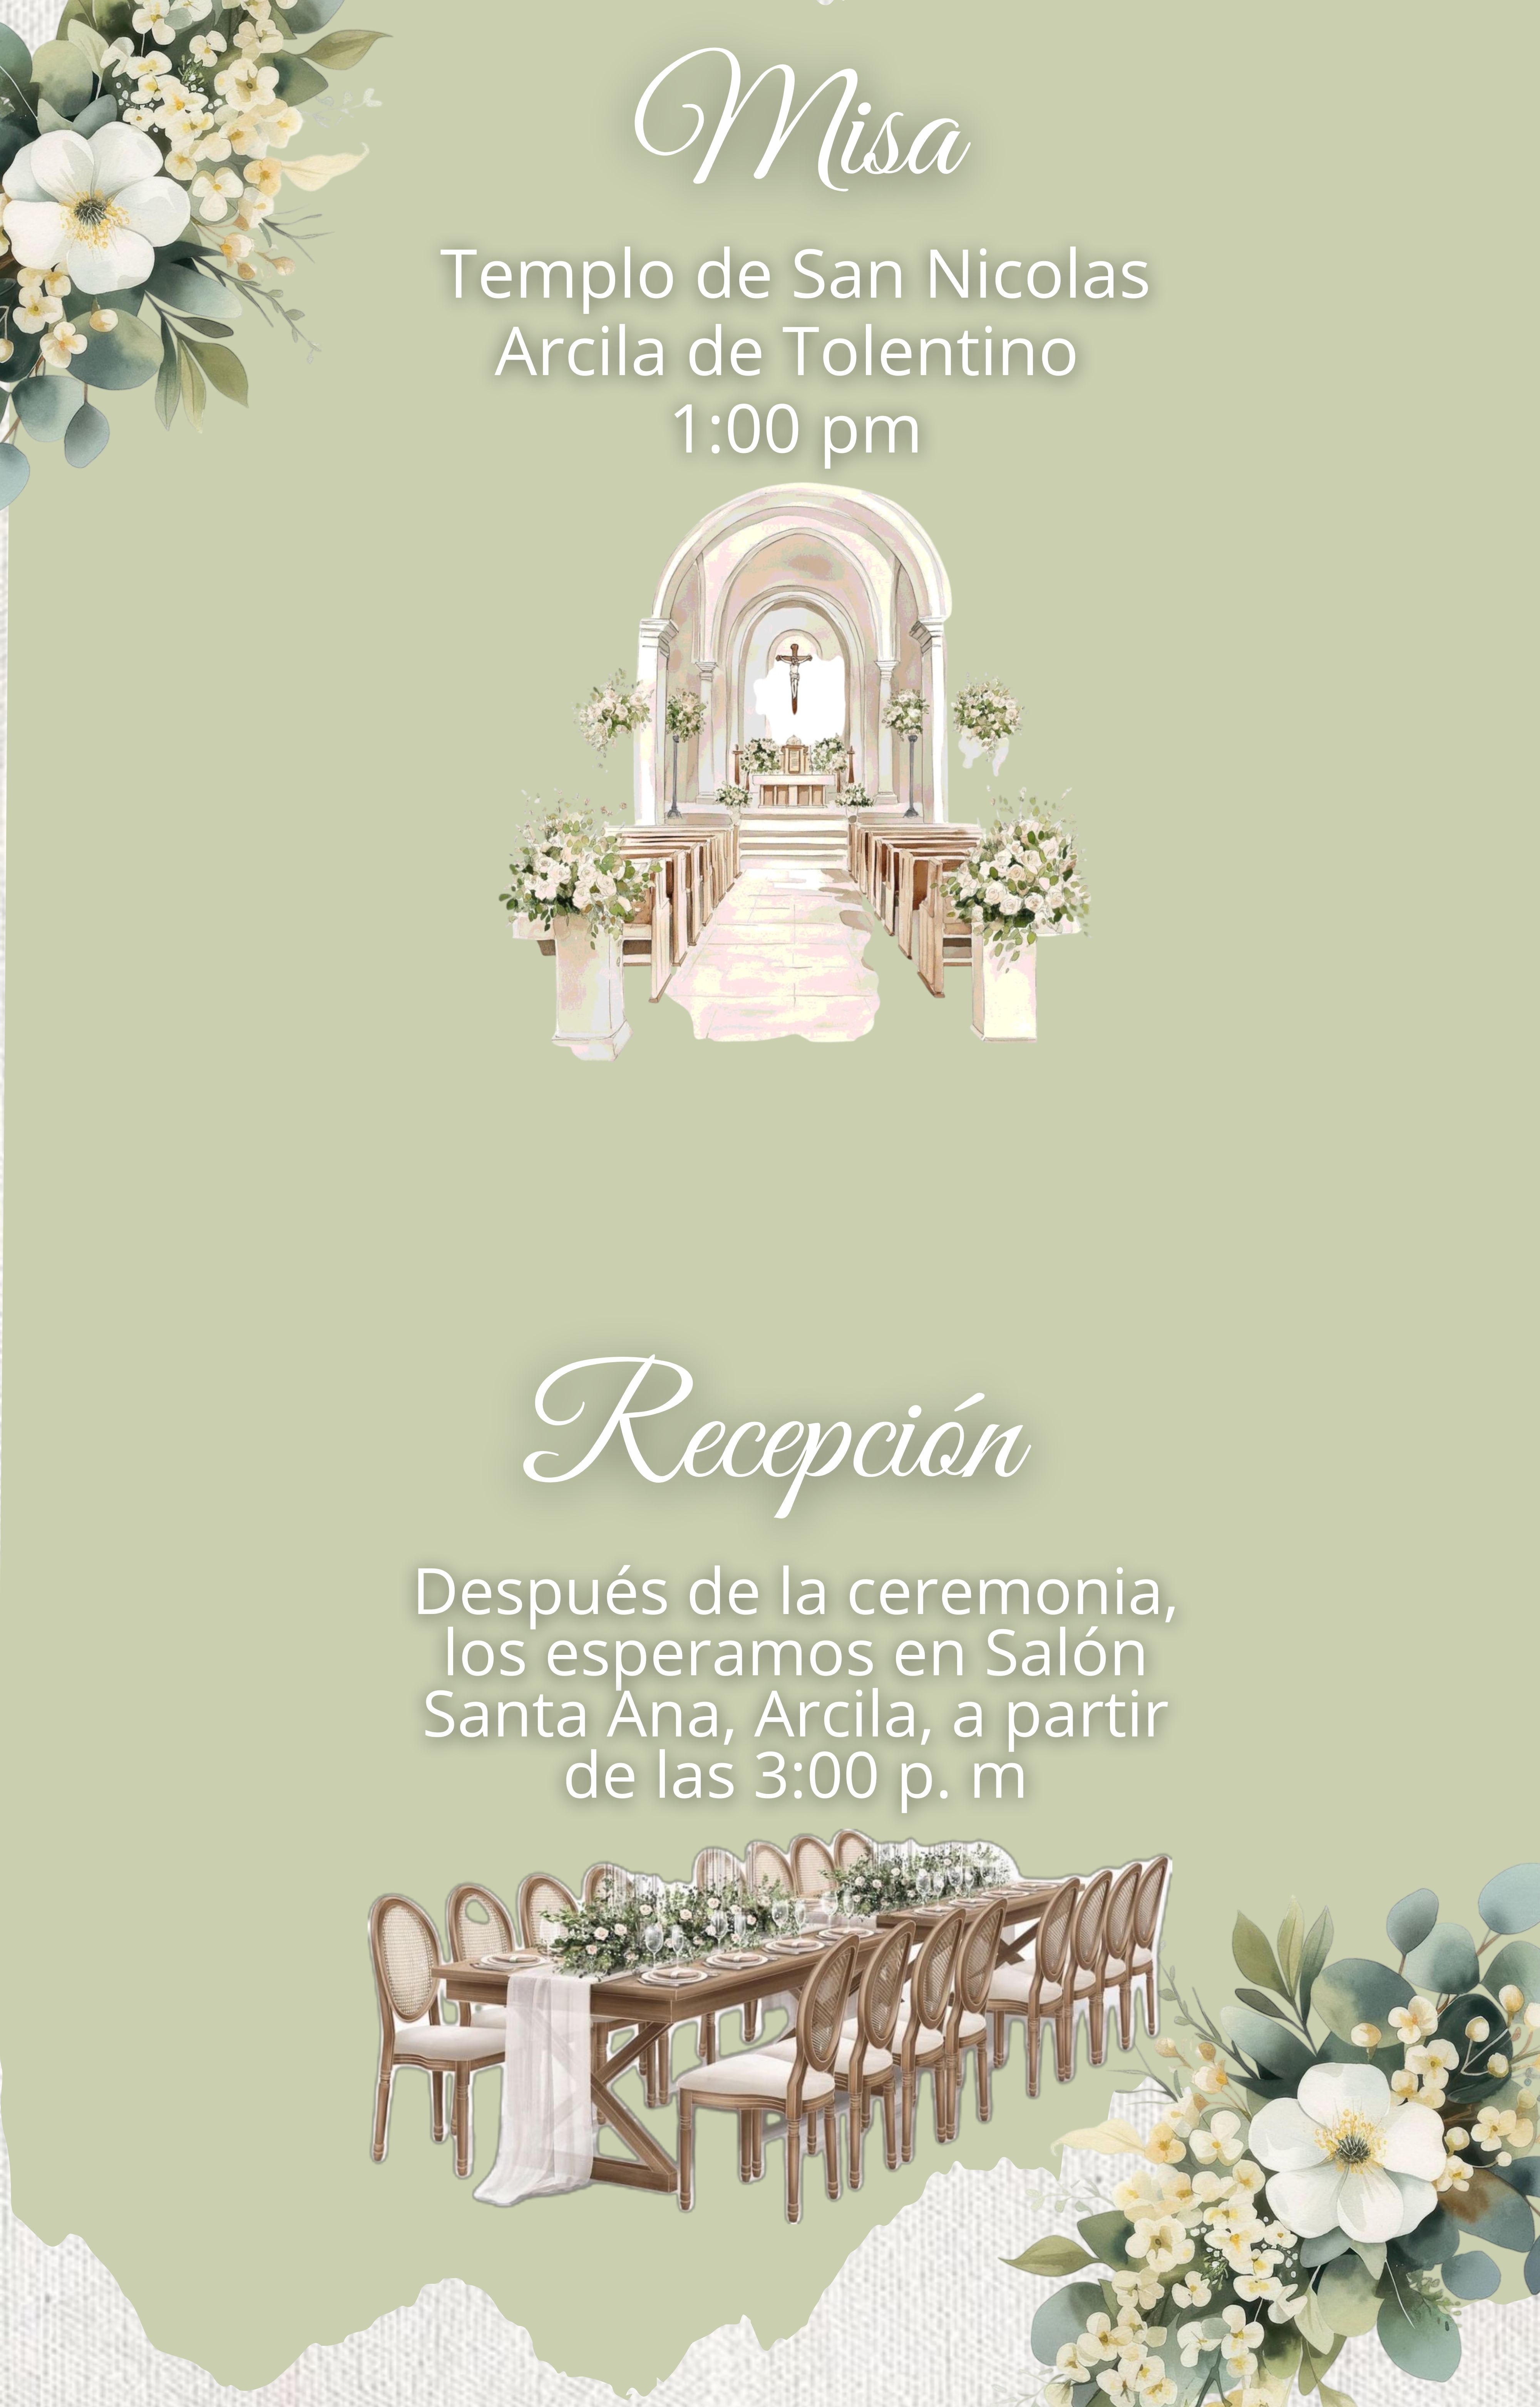 Misa
Templo de San Nicolas
Arcila de Tolentino
1:00 pm
Recepción
Después de la ceremonia,
los esperamos en Salón
Santa Ana, Arcila, a partir
de las 3:00 p. m